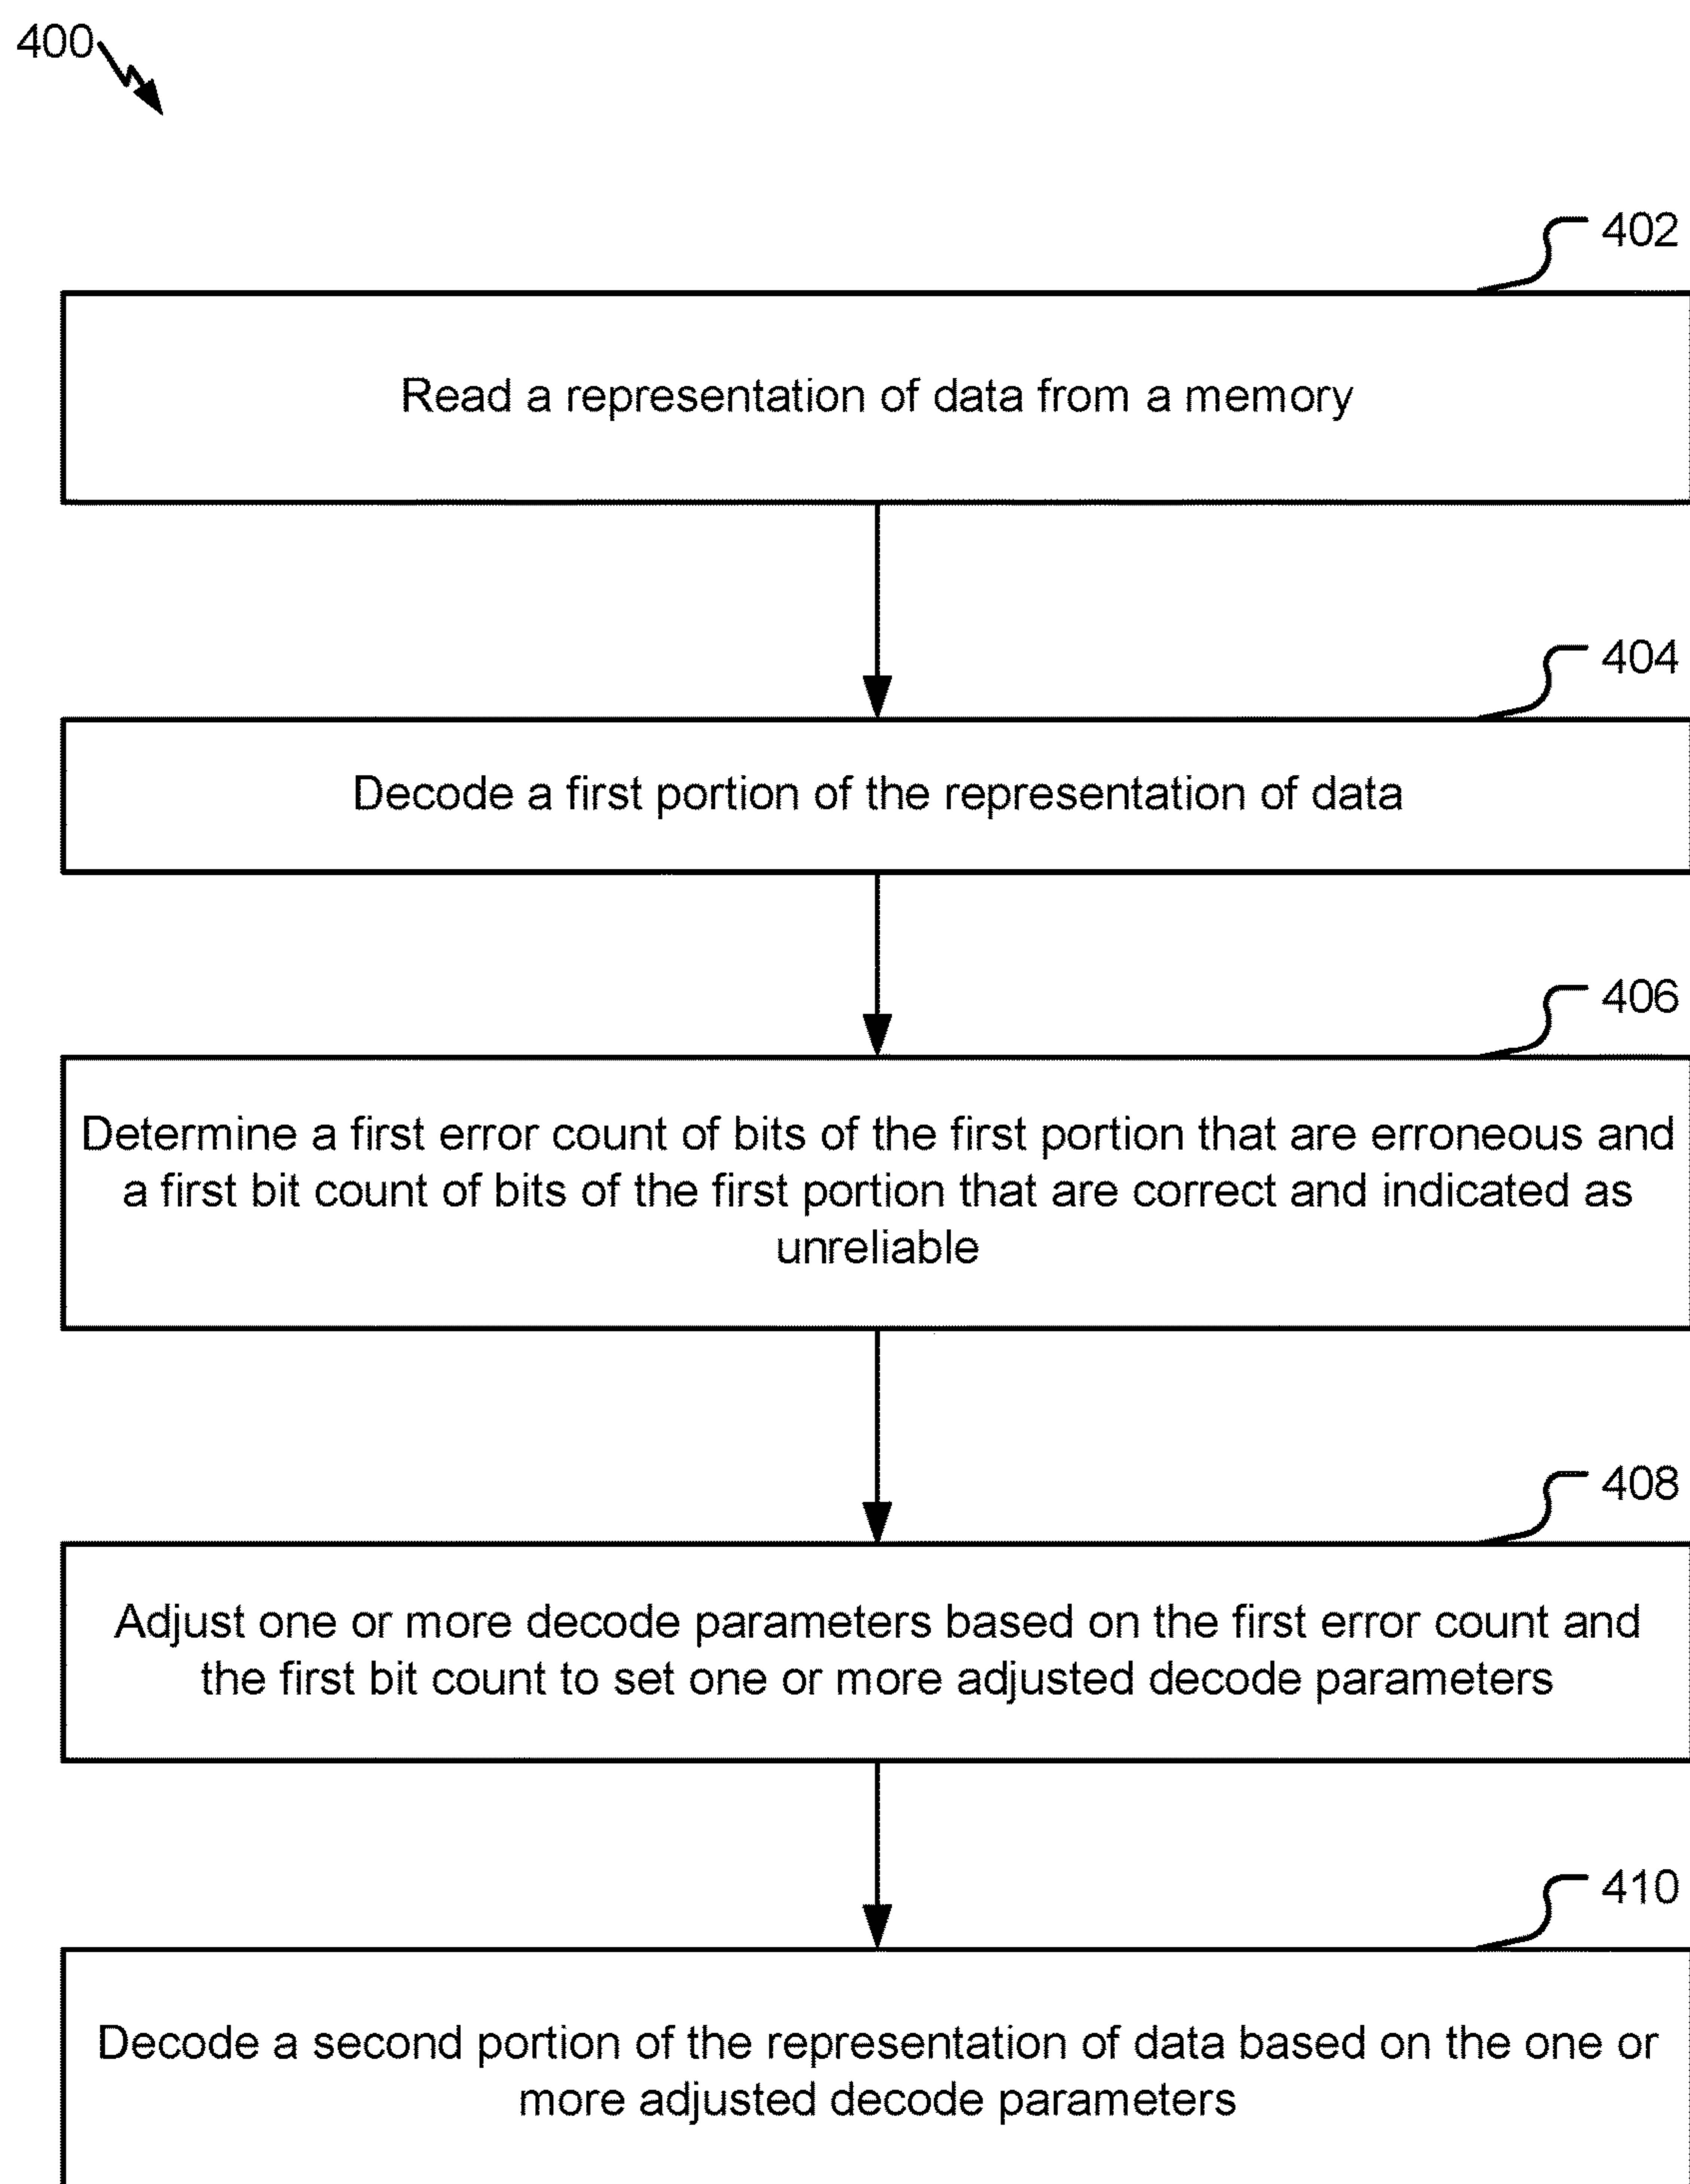 400
402
Read a representation of data from a memory
404
Decode a first portion of the representation of data
406
Determine a first error count of bits of the first portion that are erroneous and
a first bit count of bits of the first portion that are correct and indicated as
unreliable
408
Adjust one or more decode parameters based on the first error count and
the first bit count to set one or more adjusted decode parameters
410
Decode a second portion of the representation of data based on the one or
more adjusted decode parameters